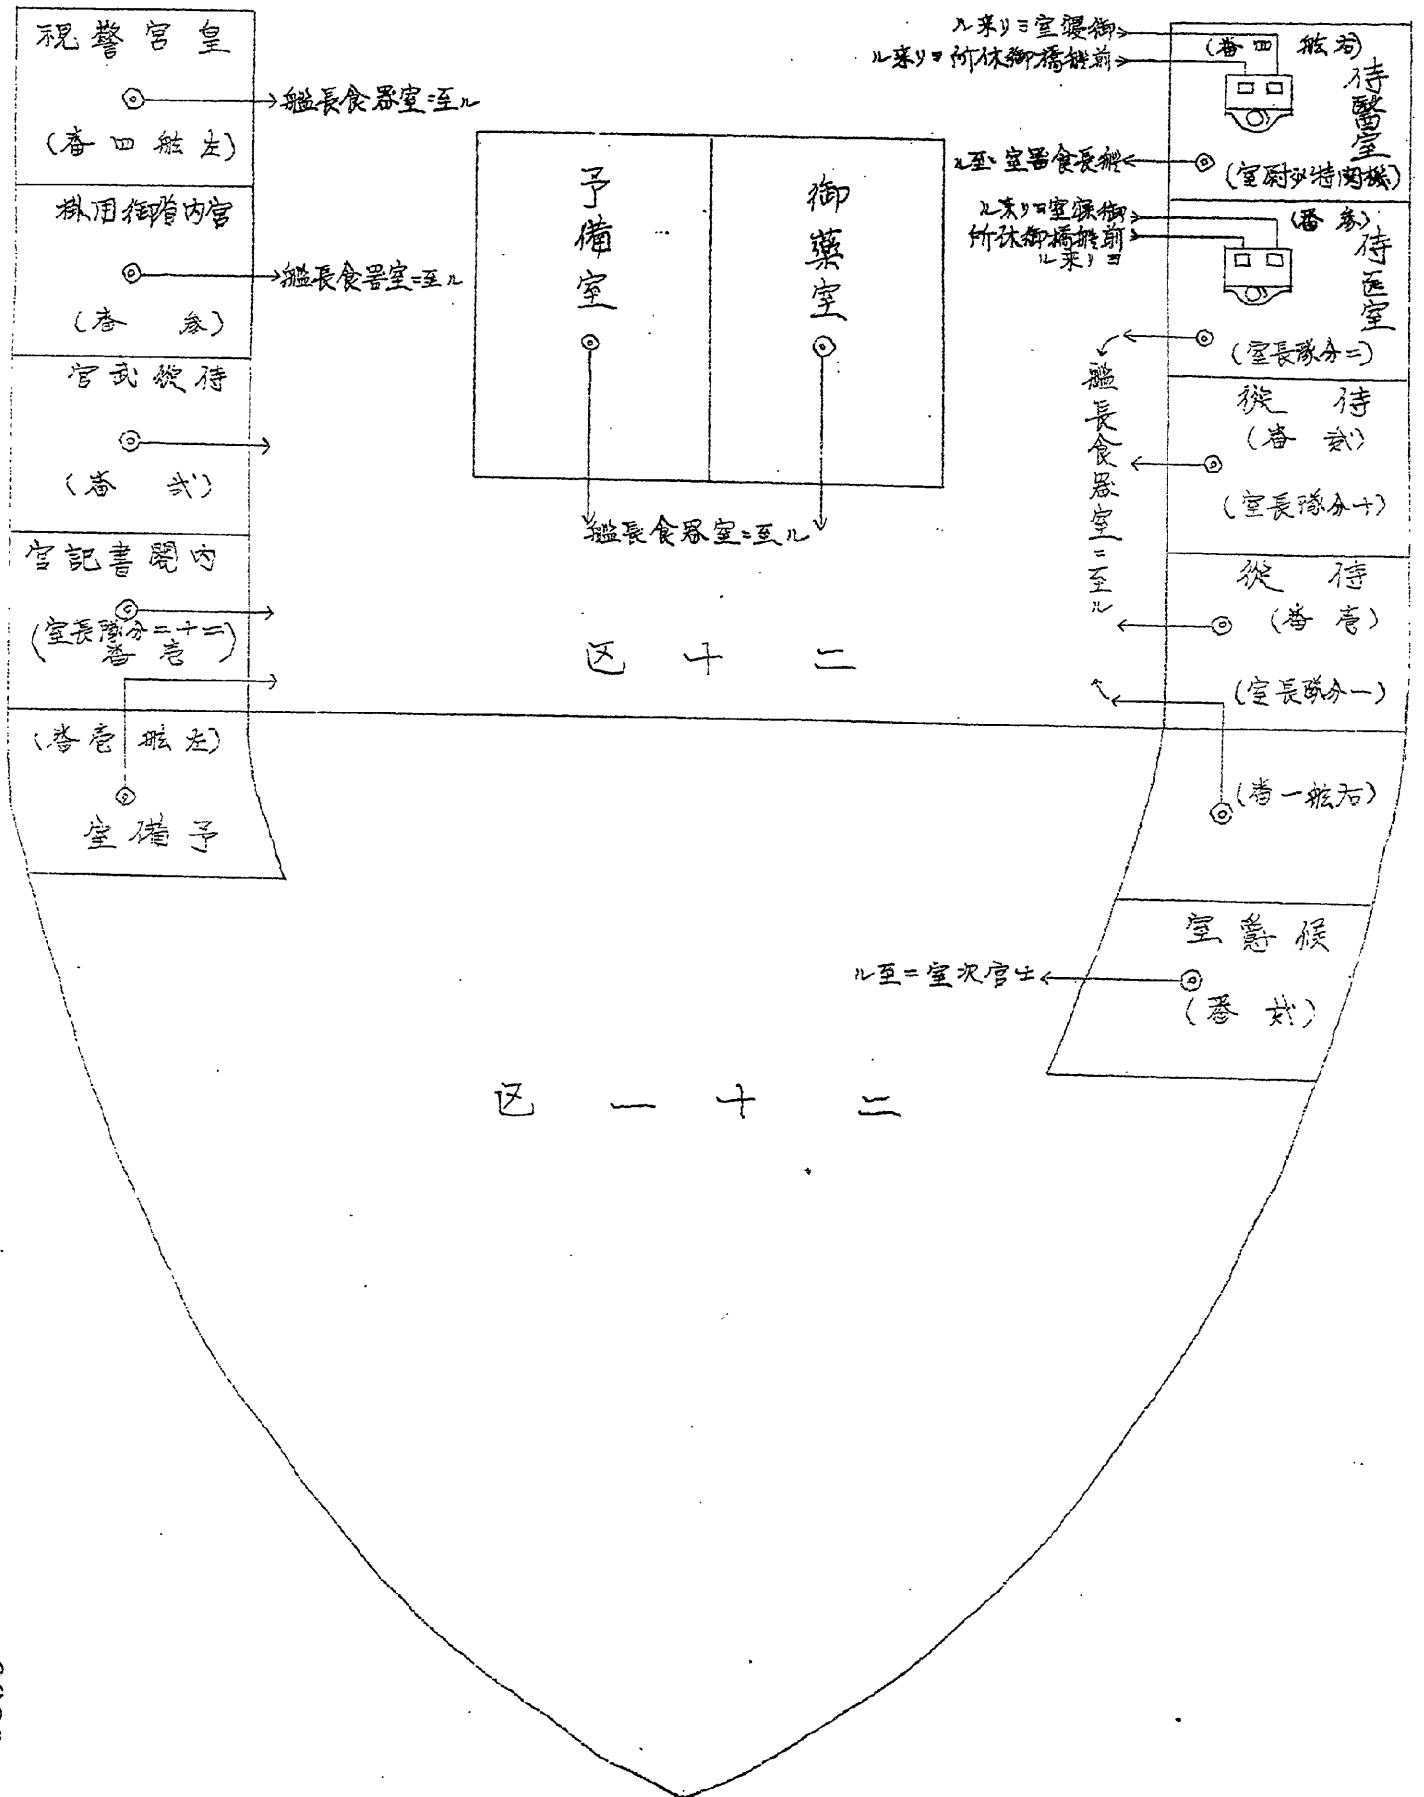 皇宮警視
艦長食器室ニ至ル
(左舷四番)
宮内省御用掛
艦長食器室ニ至ル
(参番)
侍從武官
(弐番)
内閣書記官
(二十二分隊長室
壱番)
(左舷壱番)
予備室
御薬室
予備室
艦長食器室ニ至ル
二十区
御寝室ヨリ来ル
前艦橋御休所ヨリ来ル
(右舷四番)
侍醫室
艦長食器室ニ至ル
(機関特少尉室)
御寝室ヨリ来ル
前艦橋御休所
ヨリ来ル
(参番)
侍医室
(二分隊長室)
艦長食器室ニ至ル
侍從
(弐番)
(十分隊長室)
侍從
(壱番)
(一分隊長室)
(右舷一番)
候爵室
士官次室ニ至ル
(弐番)
二十一区